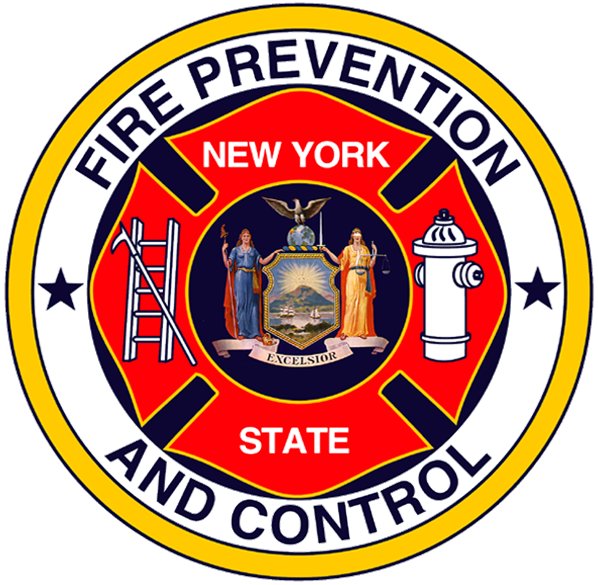 FIRE PREVENTION
NEW YORK
EXCELSIOR
STATE
AND CONTROL